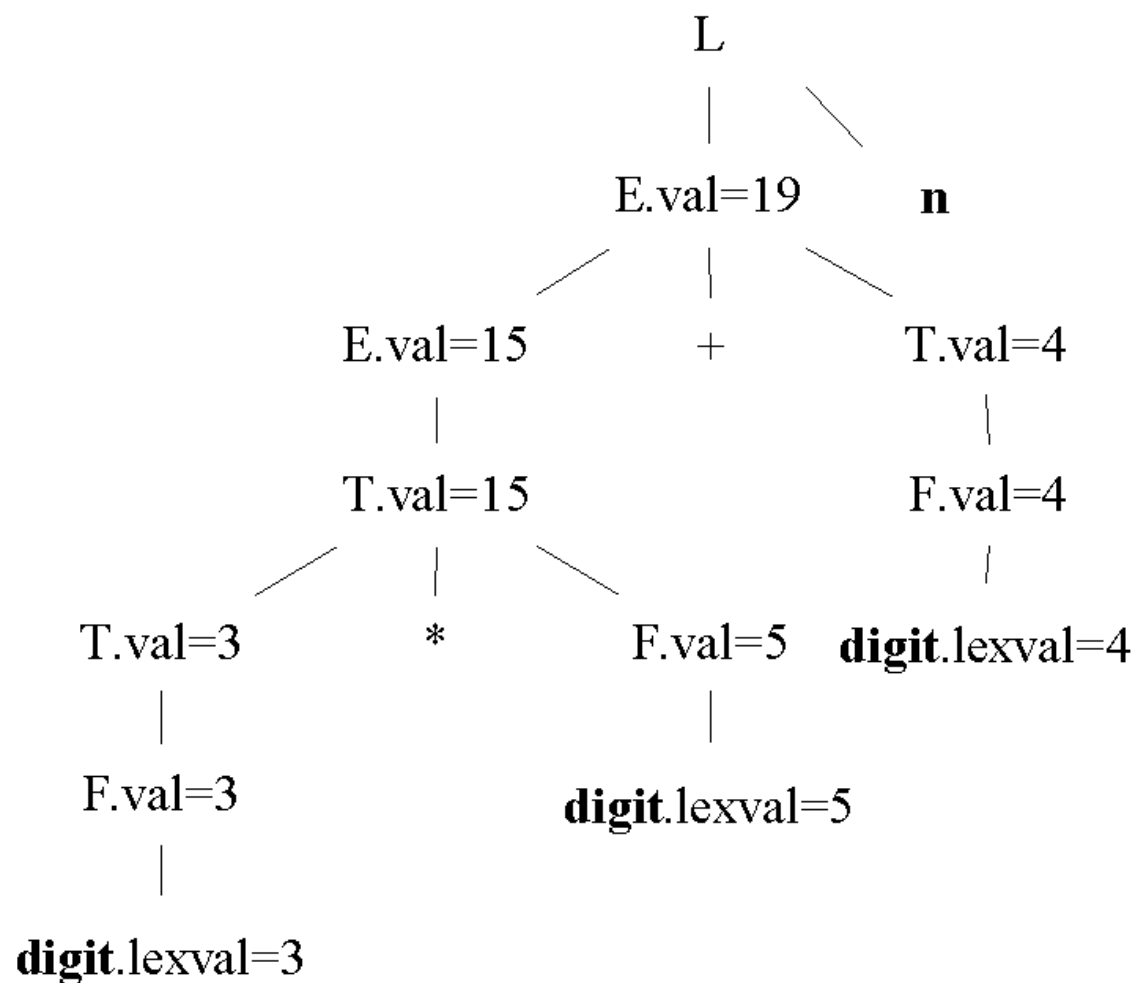 L
E.val=19 n
E.val=15 + T.val=4
T.val=15 F.val=4
T.val=3 * F.val=5 digit.lexval=4
F.val=3 digit.lexval=5
digit.lexval=3